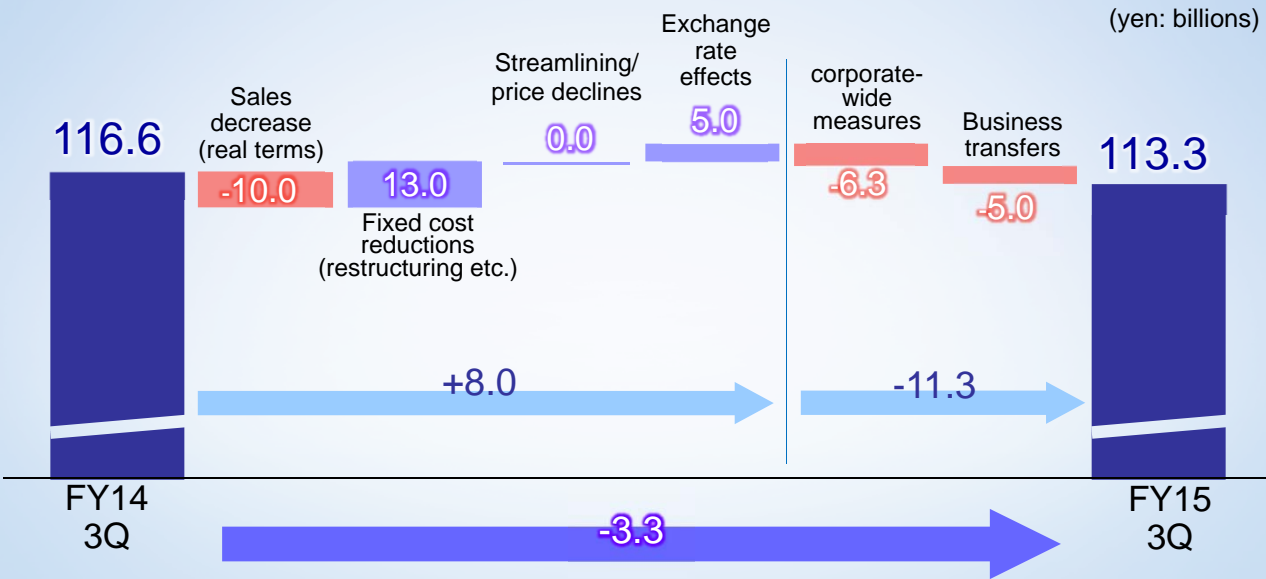 (yen: billions)
116.6
Sales
decrease
(real terms)
-10.0
13.0
Fixed cost
reductions
(restructuring etc.)
Streamlining/
price declines
0.0
Exchange
rate
effects
5.0
corporate-
wide
measures
-6.3
Business
transfers
-5.0
113.3
+8.0
-11.3
FY14
3Q
-3.3
FY15
3Q